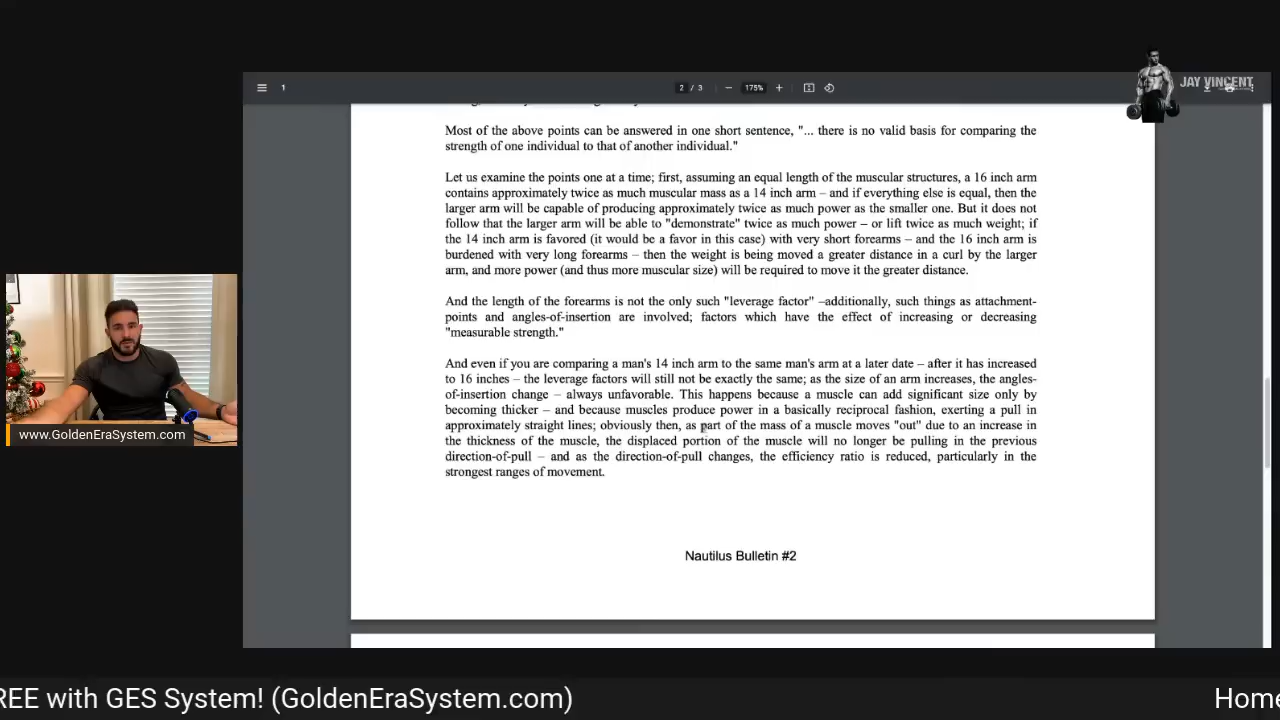 JAY VINCENT
1
2 / 3
175%
Most of the above points can be answered in one short sentence, "... there is no valid basis for comparing the
strength of one individual to that of another individual."
Let us examine the points one at a time; first, assuming an equal length of the muscular structures, a 16 inch arm
contains approximately twice as much muscular mass as a 14 inch arm – and if everything else is equal, then the
larger arm will be capable of producing approximately twice as much power as the smaller one. But it does not
follow that the larger arm will be able to "demonstrate" twice as much power – or lift twice as much weight; if
the 14 inch arm is favored (it would be a favor in this case) with very short forearms – and the 16 inch arm is
burdened with very long forearms – then the weight is being moved a greater distance in a curl by the larger
arm, and more power (and thus more muscular size) will be required to move it the greater distance.
And the length of the forearms is not the only such "leverage factor" –additionally, such things as attachment-
points and angles-of-insertion are involved; factors which have the effect of increasing or decreasing
"measurable strength."
And even if you are comparing a man's 14 inch arm to the same man's arm at a later date – after it has increased
to 16 inches – the leverage factors will still not be exactly the same; as the size of an arm increases, the angles-
of-insertion change – always unfavorable. This happens because a muscle can add significant size only by
becoming thicker – and because muscles produce power in a basically reciprocal fashion, exerting a pull in
approximately straight lines; obviously then, as part of the mass of a muscle moves "out" due to an increase in
the thickness of the muscle, the displaced portion of the muscle will no longer be pulling in the previous
direction-of-pull – and as the direction-of-pull changes, the efficiency ratio is reduced, particularly in the
strongest ranges of movement.
Nautilus Bulletin #2
www.GoldenEraSystem.com
REE with GES System! (GoldenEraSystem.com)
Home